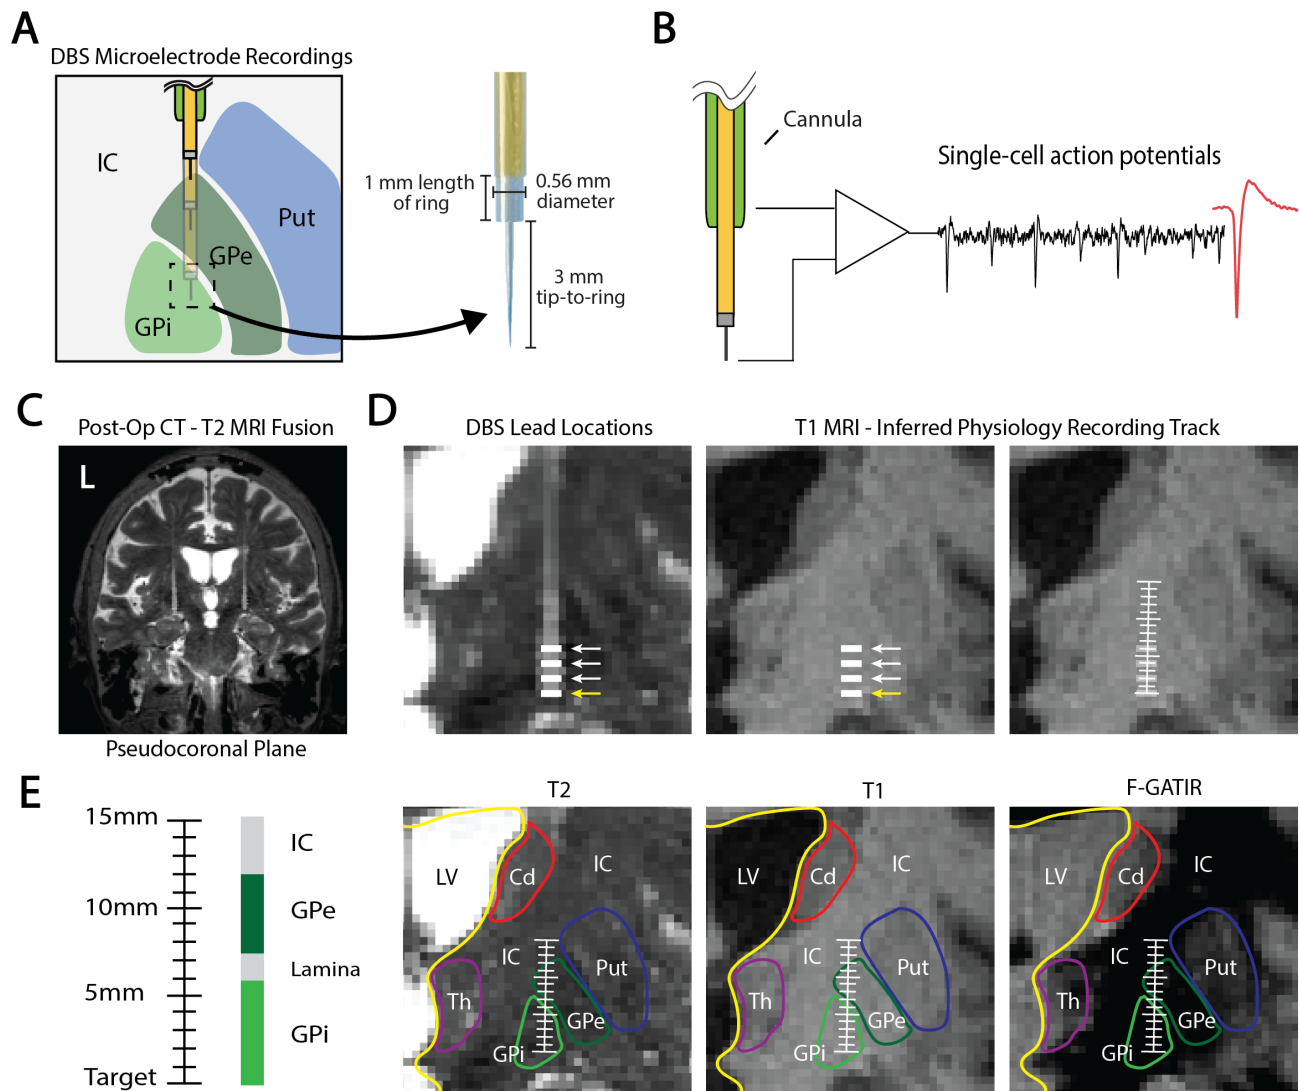 A
DBS Microelectrode Recordings
IC
Put
GPe
GPi
1 mm length
of ring
0.56 mm
diameter
3 mm
tip-to-ring
B
Cannula
Single-cell action potentials
C
Post-Op CT - T2 MRI Fusion
L
Pseudocoronal Plane
D
DBS Lead Locations
T1 MRI - Inferred Physiology Recording Track
E
15mm
10mm
5mm
Target
IC
GPe
Lamina
GPi
T2
LV
Cd
IC
IC
Put
Th
GPe
GPi
T1
LV
Cd
IC
IC
Put
Th
GPe
GPi
F-GATIR
LV
Cd
IC
IC
Put
Th
GPe
GPi